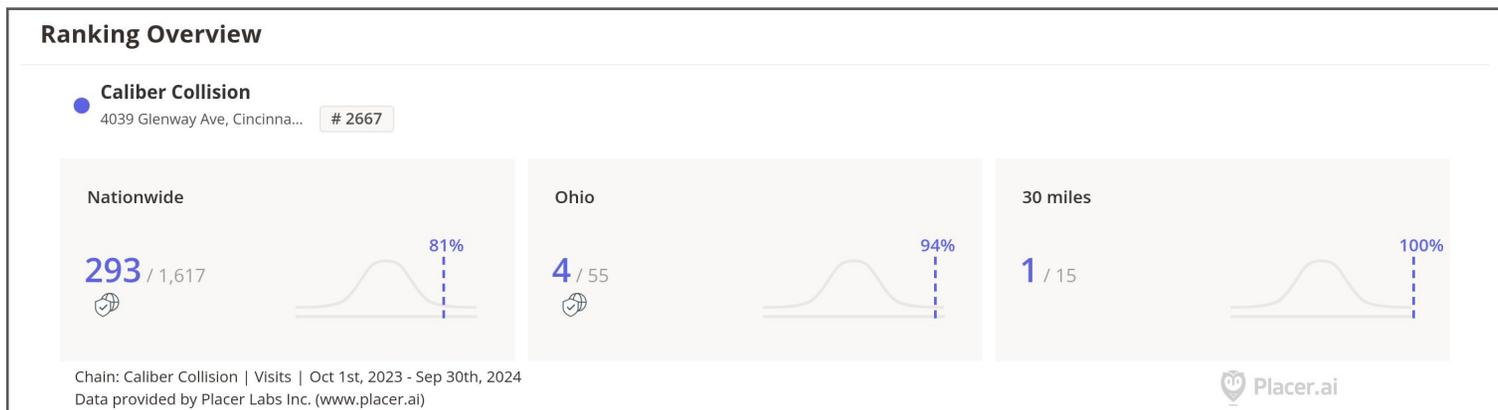 Ranking Overview
Caliber Collision
4039 Glenway Ave, Cincinna... # 2667
Nationwide
81%
293 / 1,617
Ohio
94%
4 / 55
30 miles
100%
1 / 15
Chain: Caliber Collision | Visits | Oct 1st, 2023 - Sep 30th, 2024
Data provided by Placer Labs Inc. (www.placer.ai)
Placer.ai